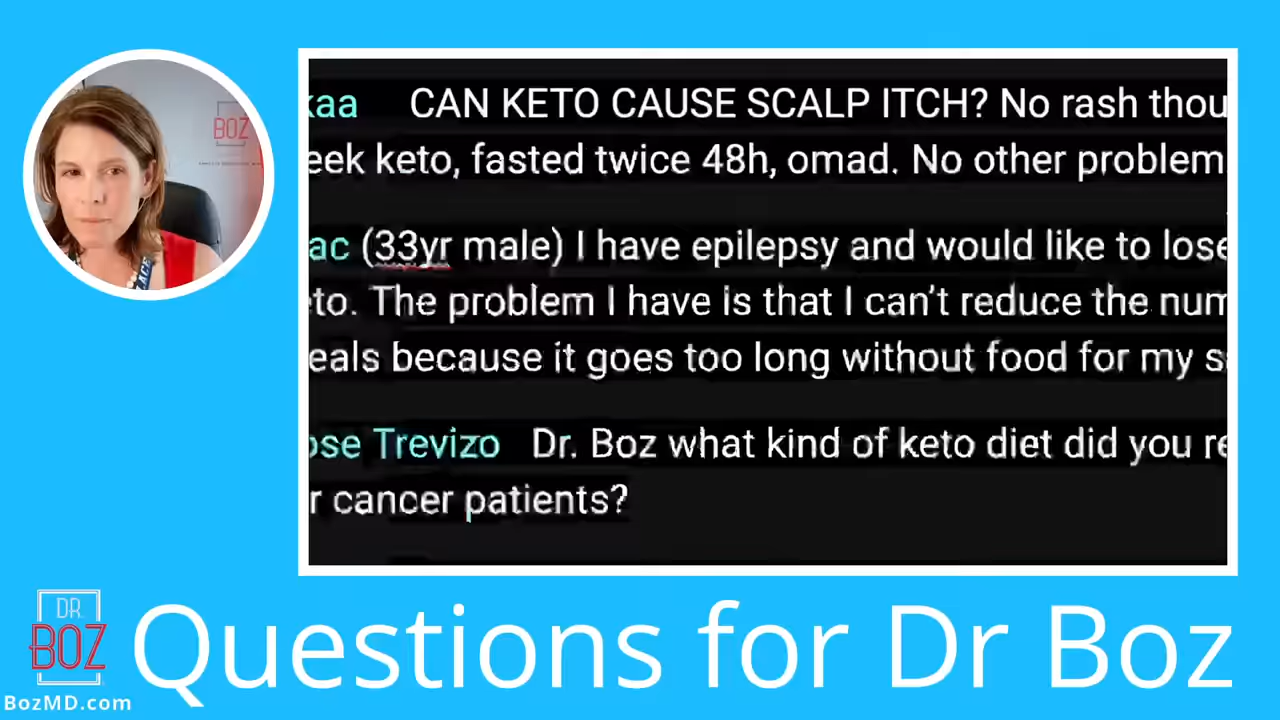 DR.
BOZ
kaa CAN KETO CAUSE SCALP ITCH? No rash thou
eek keto, fasted twice 48h, omad. No other problem
ac (33yr male) I have epilepsy and would like to lose
to. The problem I have is that I can't reduce the num
eals because it goes too long without food for my s
ose Trevizo Dr. Boz what kind of keto diet did you re
r cancer patients?
DR
BOZ
Questions for Dr Boz
BozMD.com